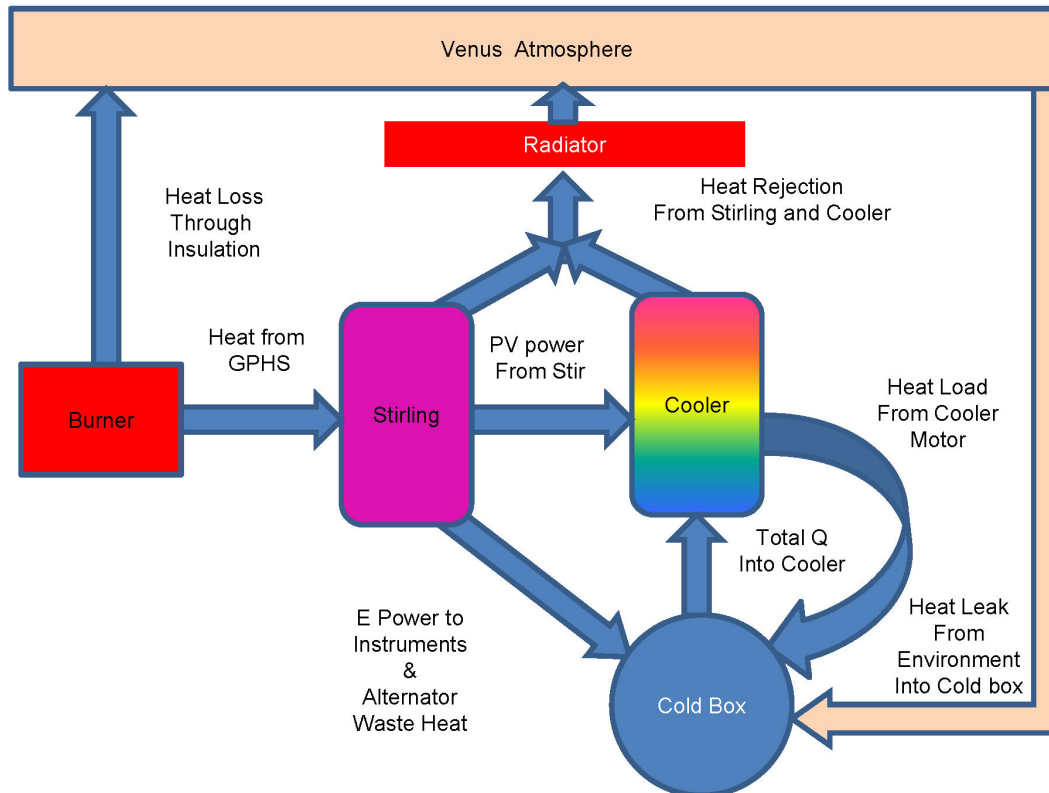 Venus Atmosphere
Radiator
Heat Loss
Through
Insulation
Heat Rejection
From Stirling and Cooler
Heat from
GPHS
PV power
From Stir
Burner
Stirling
Cooler
Heat Load
From Cooler
Motor
Total Q
Into Cooler
E Power to
Instruments
&
Alternator
Waste Heat
Heat Leak
From
Environment
Into Cold box
Cold Box